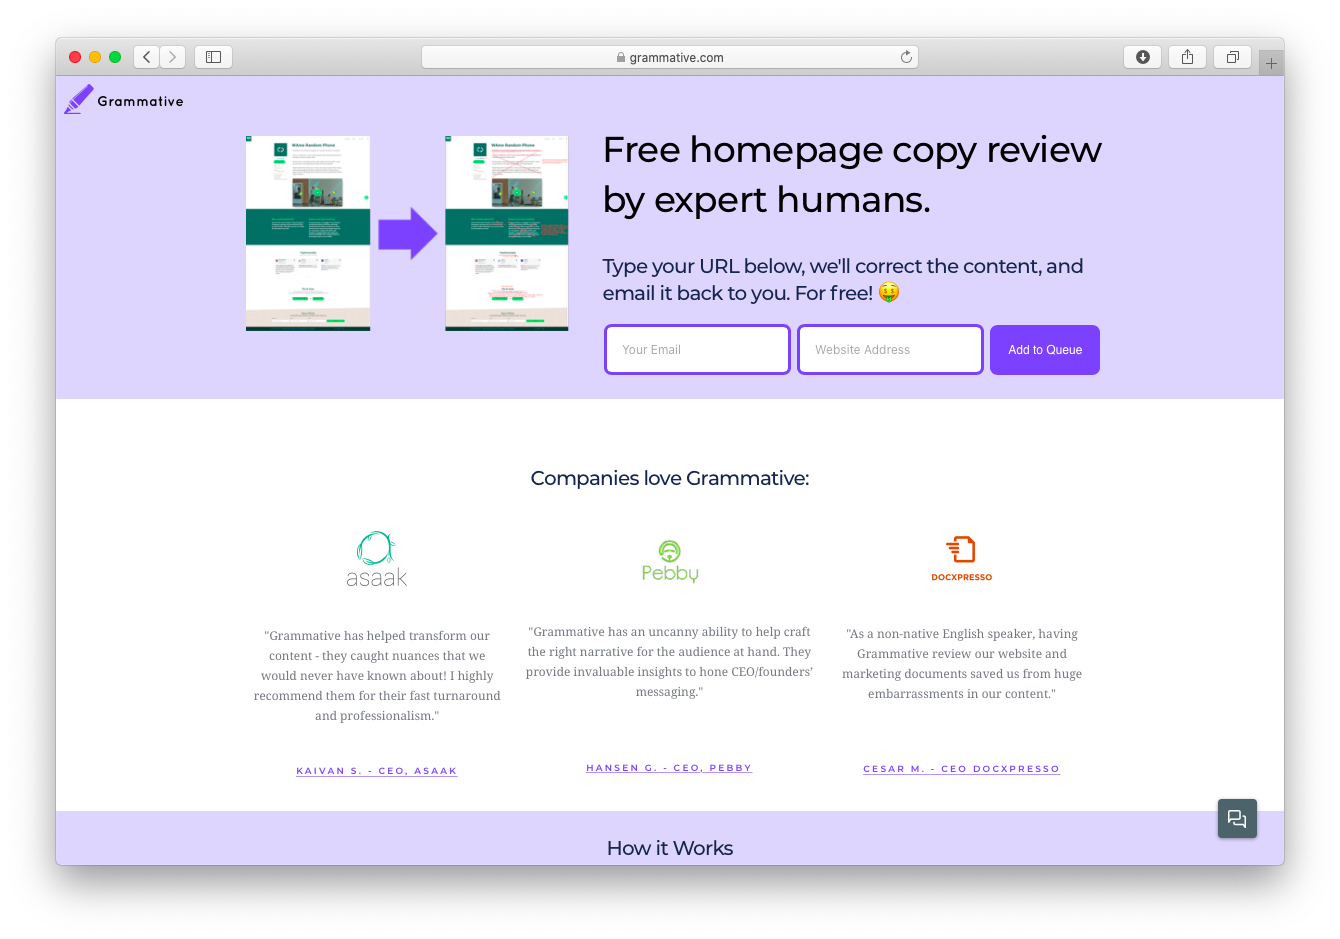 grammative.com
Grammative
WAme Random Phone
WAme Random Phone
Free homepage copy review
by expert humans.
Type your URL below, we'll correct the content, and
email it back to you. For free! 🤑
Your Email
Website Address
Add to Queue
Companies love Grammative:
asaak
Pebby
DOCXPRESSO
"Grammative has helped transform our
content - they caught nuances that we
would never have known about! I highly
recommend them for their fast turnaround
and professionalism."
KAIVAN S. - CEO, ASAAK
"Grammative has an uncanny ability to help craft
the right narrative for the audience at hand. They
provide invaluable insights to hone CEO/founders'
messaging."
HANSEN G. - CEO, PEBBY
"As a non-native English speaker, having
Grammative review our website and
marketing documents saved us from huge
embarrassments in our content."
CESAR M. - CEO DOCXPRESSO
How it Works